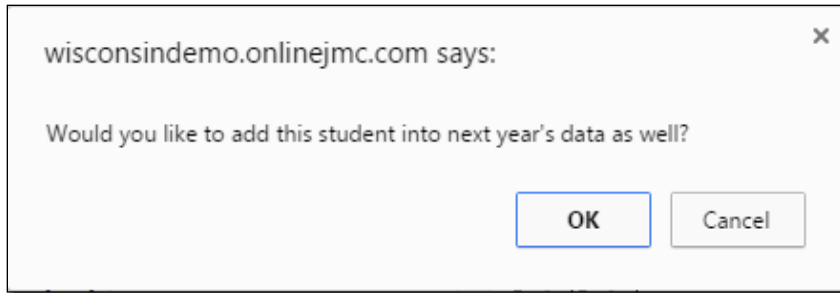 wisconsindemo.onlinejmc.com says:
Would you like to add this student into next year's data as well?
OK Cancel